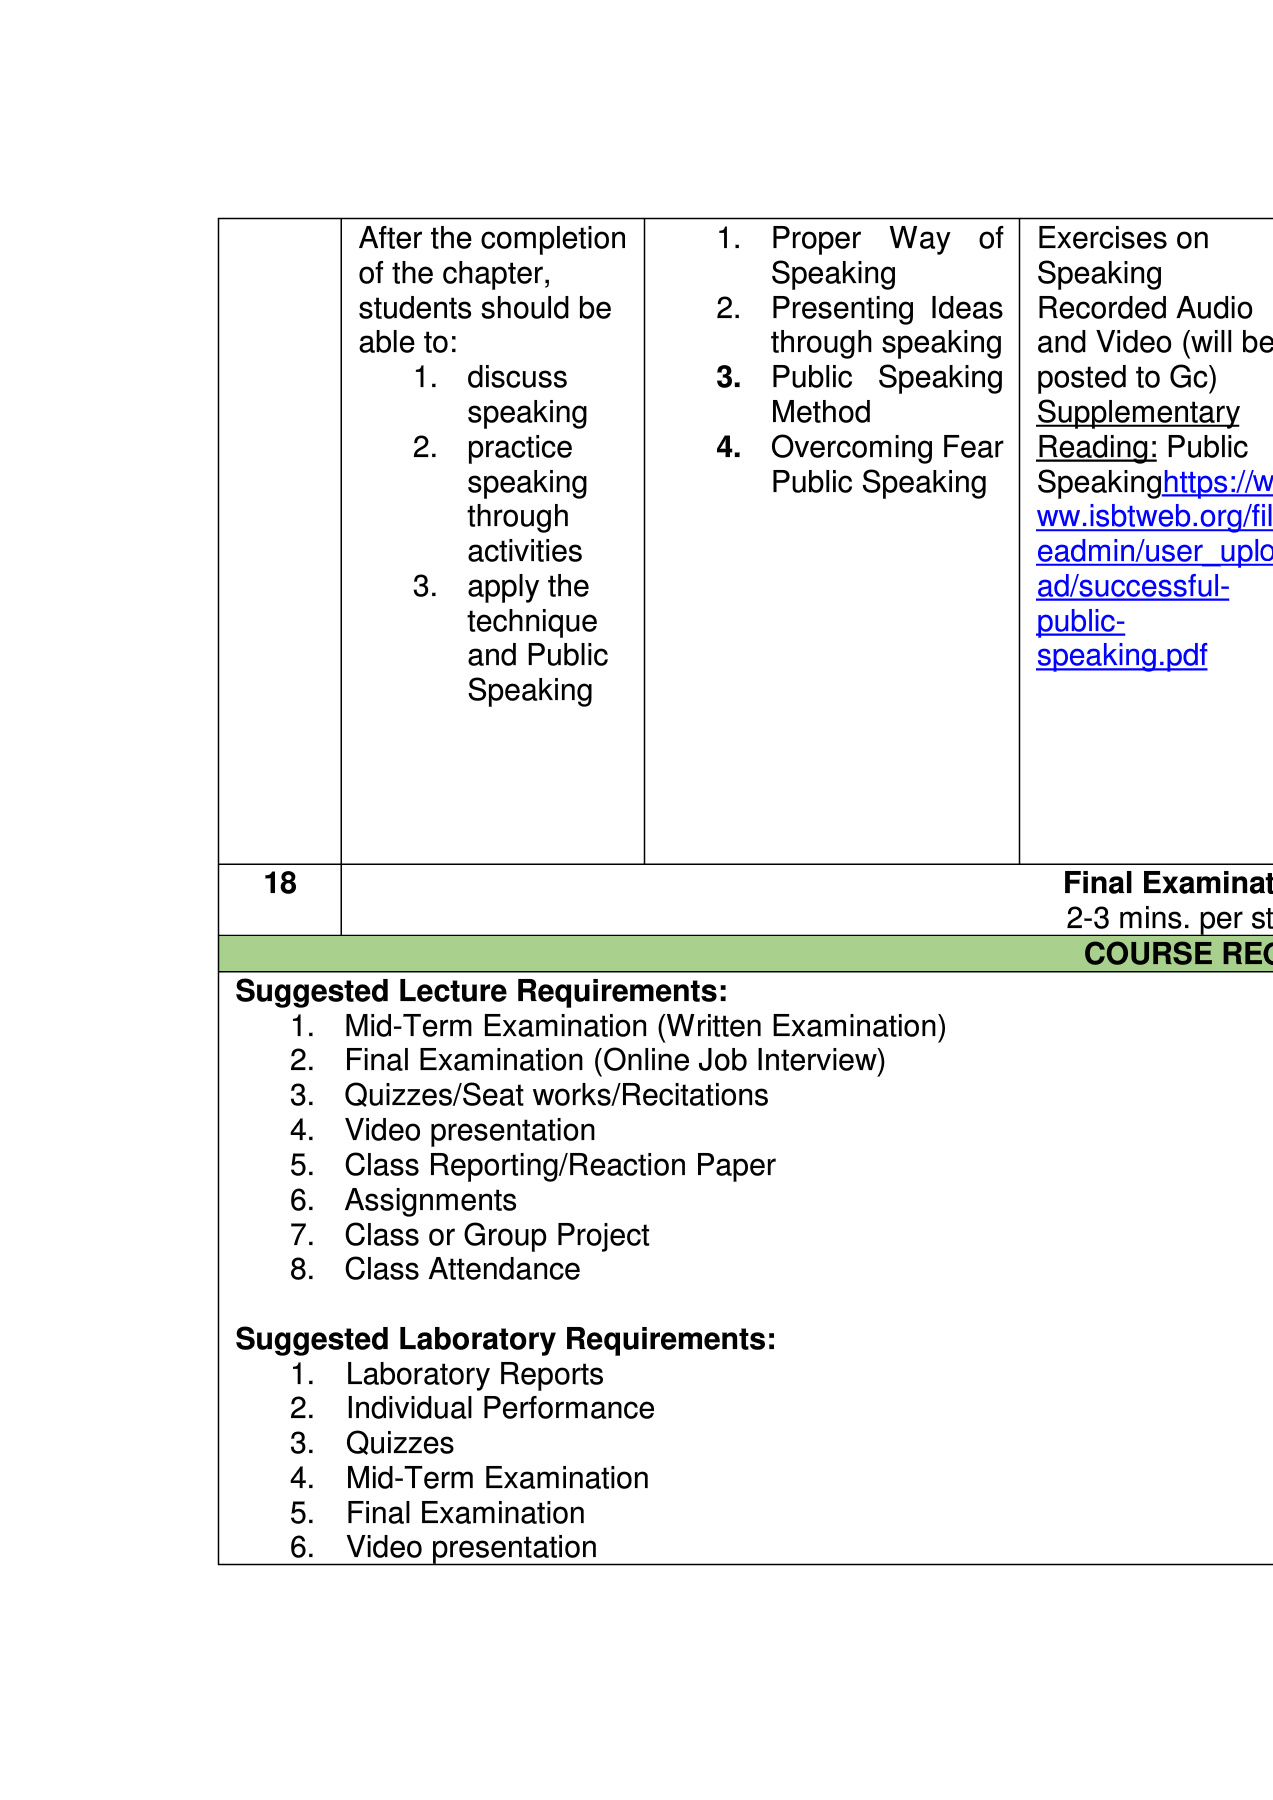 After the completion
of the chapter,
students should be
able to:
1. discuss
speaking
2. practice
speaking
through
activities
3. apply the
technique
and Public
Speaking
1. Proper Way of
Speaking
2. Presenting Ideas
through speaking
3. Public Speaking
Method
4. Overcoming Fear
Public Speaking
Exercises on
Speaking
Recorded Audio
and Video (will be
posted to Gc)
Supplementary
Reading: Public
Speakinghttps://w
ww.isbtweb.org/fil
eadmin/user_uplo
ad/successful-
public-
speaking.pdf
18
Final Examinat
2-3 mins. per st
COURSE REQ
Suggested Lecture Requirements:
1. Mid-Term Examination (Written Examination)
2. Final Examination (Online Job Interview)
3. Quizzes/Seat works/Recitations
4. Video presentation
5. Class Reporting/Reaction Paper
6. Assignments
7. Class or Group Project
8. Class Attendance
Suggested Laboratory Requirements:
1. Laboratory Reports
2. Individual Performance
3. Quizzes
4. Mid-Term Examination
5. Final Examination
6. Video presentation